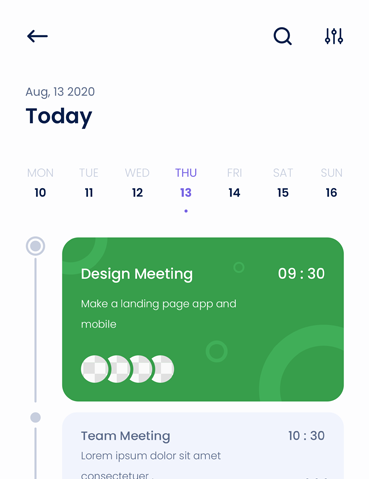 Aug, 13 2020
Today
MON TUE WED THU FRI SAT SUN
10 11 12 13 14 15 16
Design Meeting 09 : 30
Make a landing page app and
mobile
Team Meeting 10 : 30
Lorem ipsum dolor sit amet
consectetuer...